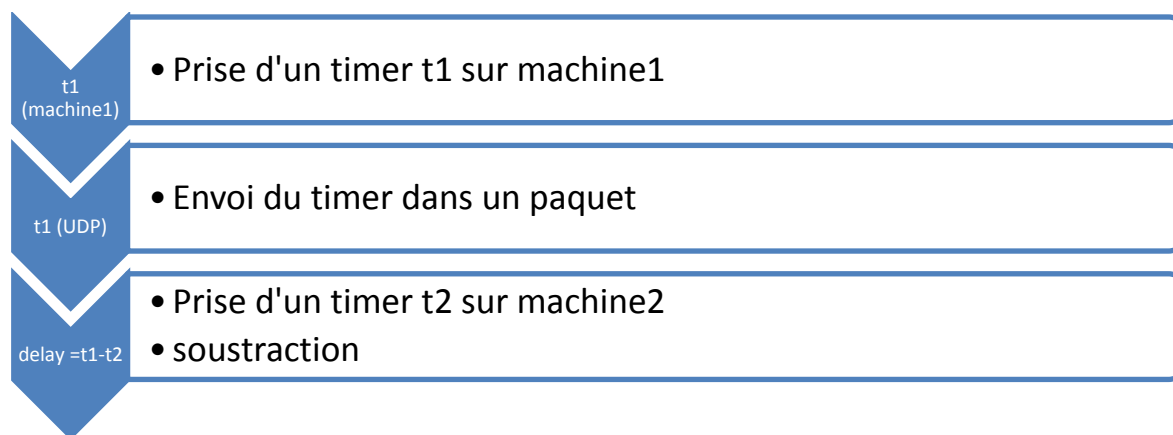 t1
(machine1)
• Prise d'un timer t1 sur machine1
t1 (UDP)
• Envoi du timer dans un paquet
delay =t1-t2
• Prise d'un timer t2 sur machine2
• soustraction